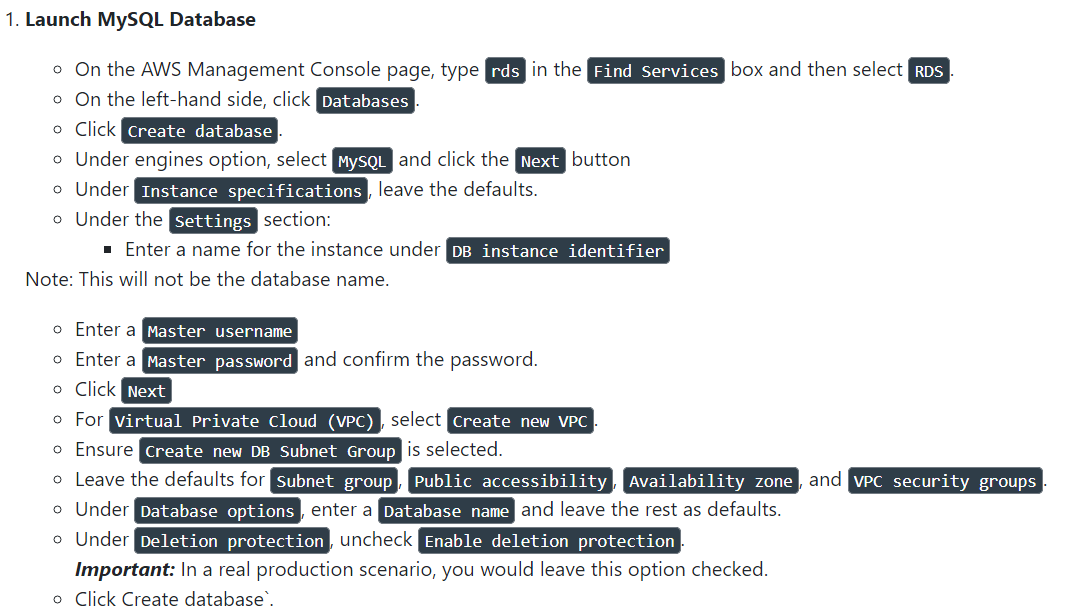 1. Launch MySQL Database
On the AWS Management Console page, type rds in the Find Services box and then select RDS.
On the left-hand side, click Databases.
Click Create database.
Under engines option, select MySQL and click the Next button
Under Instance specifications, leave the defaults.
Under the Settings section:
Enter a name for the instance under DB instance identifier
Note: This will not be the database name.
Enter a Master username
Enter a Master password and confirm the password.
Click Next
For Virtual Private Cloud (VPC), select Create new VPC.
Ensure Create new DB Subnet Group is selected.
Leave the defaults for Subnet group, Public accessibility, Availability zone, and VPC security groups.
Under Database options, enter a Database name and leave the rest as defaults.
Under Deletion protection, uncheck Enable deletion protection.
Important: In a real production scenario, you would leave this option checked.
Click Create database`.